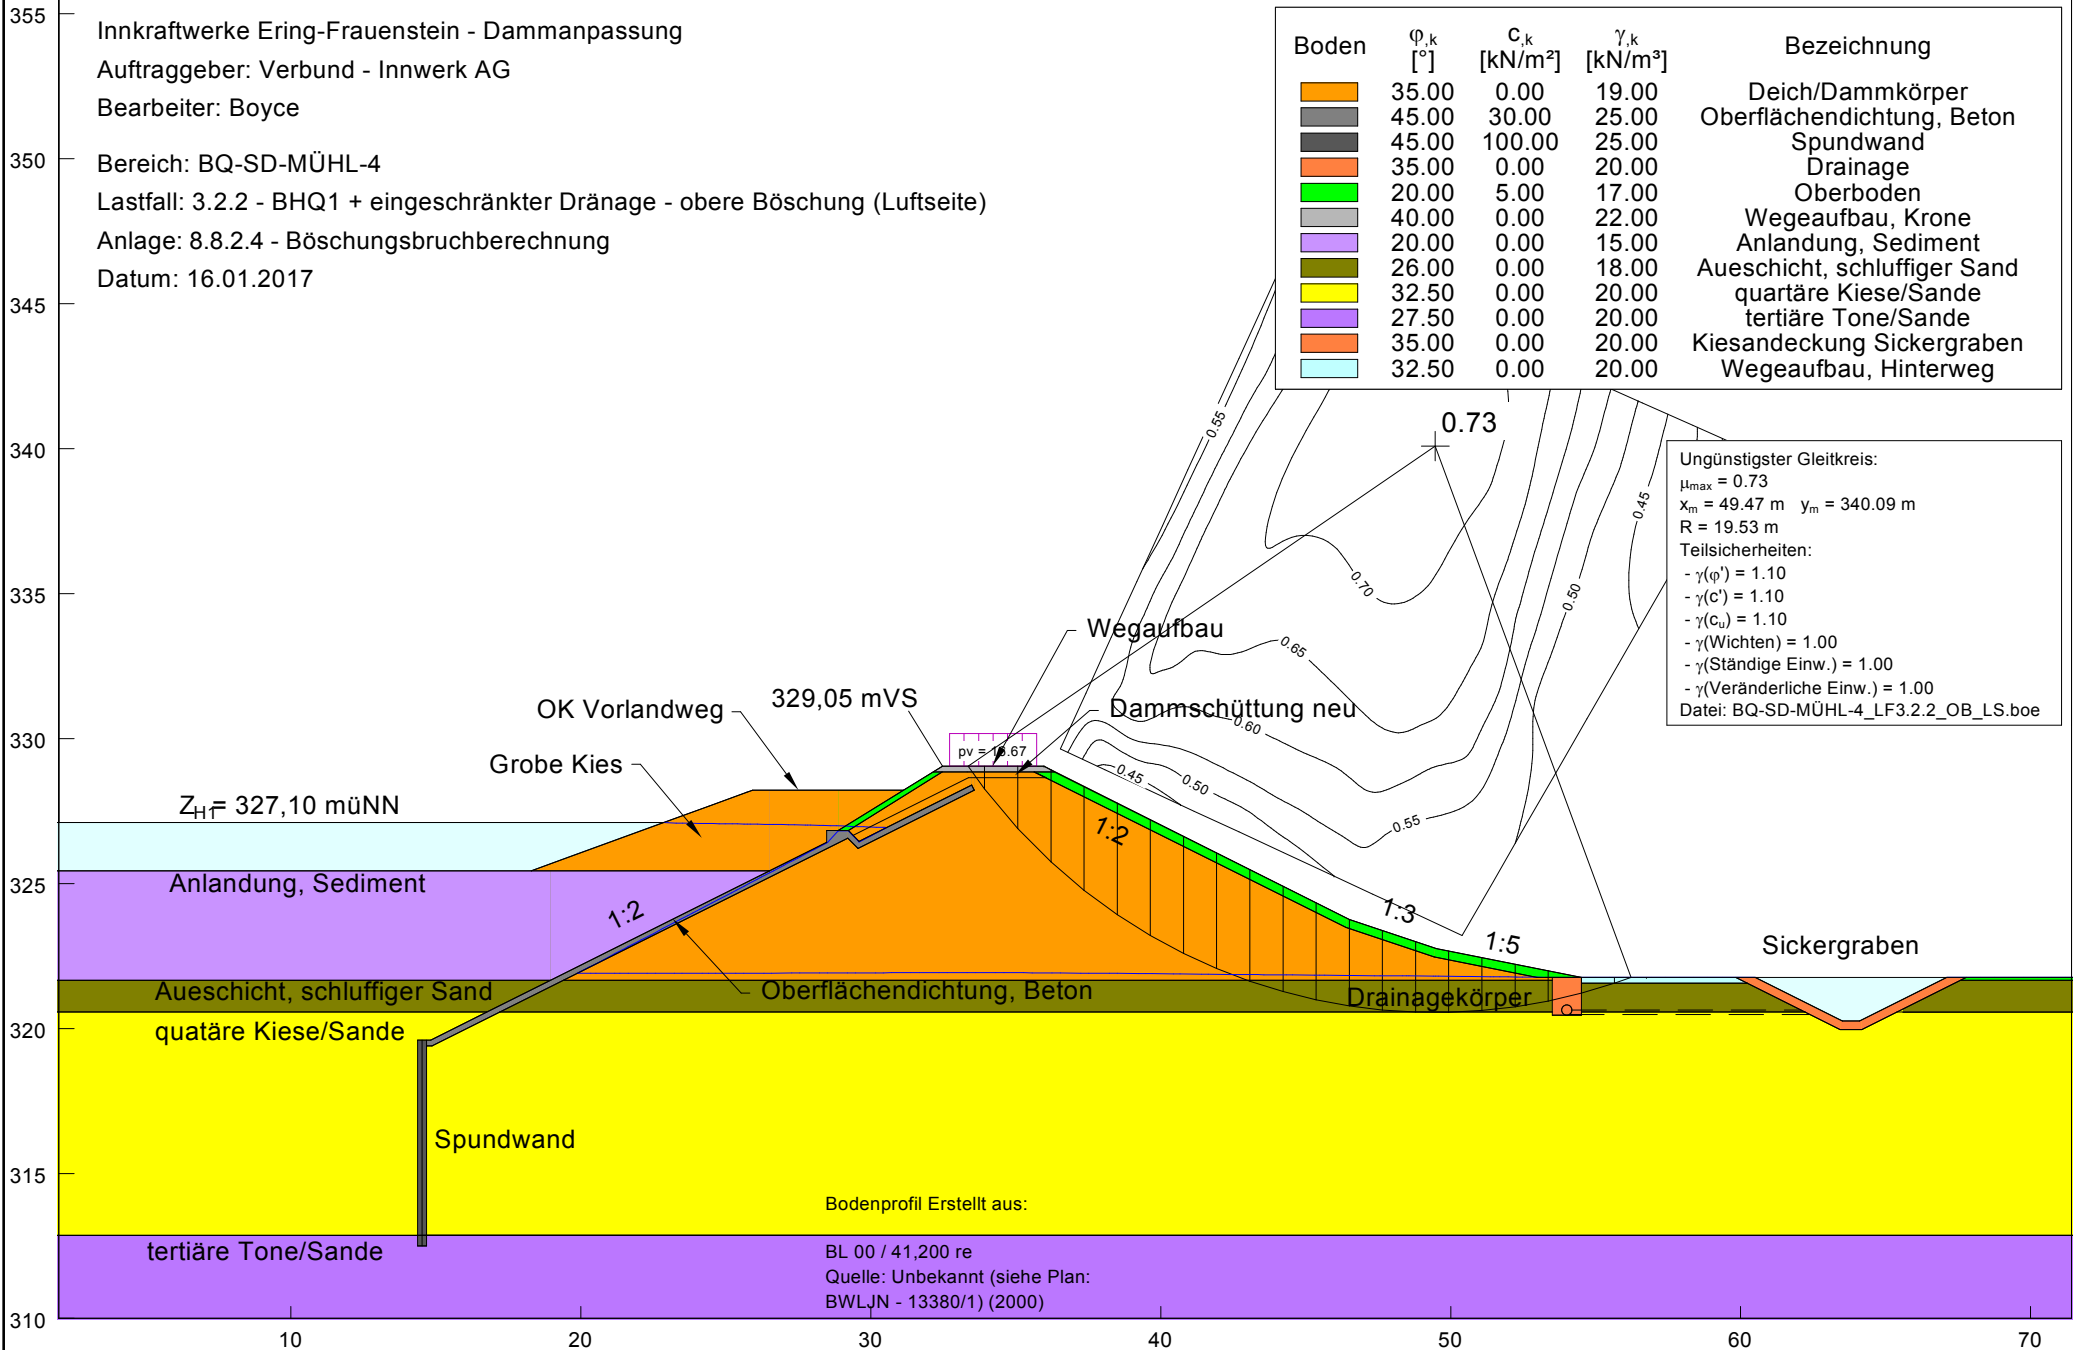 Innkraftwerke Ering-Frauenstein - Dammanpassung
Auftraggeber: Verbund - Innwerk AG
Bearbeiter: Boyce
Bereich: BQ-SD-MÜHL-4
Lastfall: 3.2.2 - BHQ1 + eingeschränkter Dränage - obere Böschung (Luftseite)
Anlage: 8.8.2.4 - Böschungsbruchberechnung
Datum: 16.01.2017
Boden φ,k [°] c,k [kN/m²] γ,k [kN/m³] Bezeichnung
35.00 0.00 19.00 Deich/Dammkörper
45.00 30.00 25.00 Oberflächendichtung, Beton
45.00 100.00 25.00 Spundwand
35.00 0.00 20.00 Drainage
20.00 5.00 17.00 Oberboden
40.00 0.00 22.00 Wegeaufbau, Krone
20.00 0.00 15.00 Anlandung, Sediment
26.00 0.00 18.00 Aueschicht, schluffiger Sand
32.50 0.00 20.00 quartäre Kiese/Sande
27.50 0.00 20.00 tertiäre Tone/Sande
35.00 0.00 20.00 Kiesandeckung Sickergraben
32.50 0.00 20.00 Wegeaufbau, Hinterweg
Ungünstigster Gleitkreis:
μmax = 0.73
xm = 49.47 m ym = 340.09 m
R = 19.53 m
Teilsicherheiten:
- γ(φ') = 1.10
- γ(c') = 1.10
- γ(cu) = 1.10
- γ(Wichten) = 1.00
- γ(Ständige Einw.) = 1.00
- γ(Veränderliche Einw.) = 1.00
Datei: BQ-SD-MÜHL-4_LF3.2.2_OB_LS.boe
0.73
0.55
0.45
0.70
0.50
0.65
0.60
0.45
0.50
0.55
Wegaufbau
329,05 mVS
OK Vorlandweg
Dammschüttung neu
Grobe Kies
ZH1= 327,10 müNN
1:2
1:2
1:3
1:5
Anlandung, Sediment
Sickergraben
Aueschicht, schluffiger Sand
Oberflächendichtung, Beton
Drainagekörper
quatäre Kiese/Sande
Spundwand
tertiäre Tone/Sande
Bodenprofil Erstellt aus:
BL 00 / 41,200 re
Quelle: Unbekannt (siehe Plan:
BWLJN - 13380/1) (2000)
355
350
345
340
335
330
325
320
315
310
10 20 30 40 50 60 70